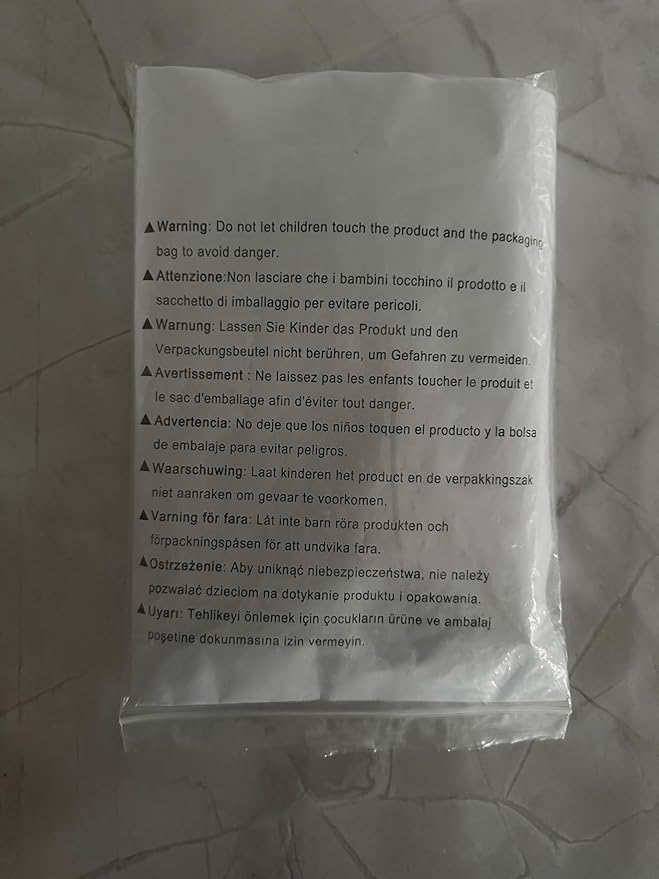 ▲Warning: Do not let children touch the product and the packaging
bag to avoid danger.
▲Attenzione:Non lasciare che i bambini tocchino il prodotto e il
sacchetto di imballaggio per evitare pericoli.
▲Warnung: Lassen Sie Kinder das Produkt und den
Verpackungsbeutel nicht berühren, um Gefahren zu vermeiden.
▲Avertissement : Ne laissez pas les enfants toucher le produit et
le sac d'emballage afin d'éviter tout danger.
▲Advertencia: No deje que los niños toquen el producto y la bolsa
de embalaje para evitar peligros.
▲Waarschuwing: Laat kinderen het product en de verpakkingszak
niet aanraken om gevaar te voorkomen.
▲Varning för fara: Låt inte barn röra produkten och
förpackningspåsen för att undvika fara.
▲Ostrzeżenie: Aby uniknąć niebezpieczeństwa, nie należy
pozwalać dzieciom na dotykanie produktu i opakowania.
▲Uyarı: Tehlikeyi önlemek için çocukların ürüne ve ambalaj
poşetine dokunmasına izin vermeyin.